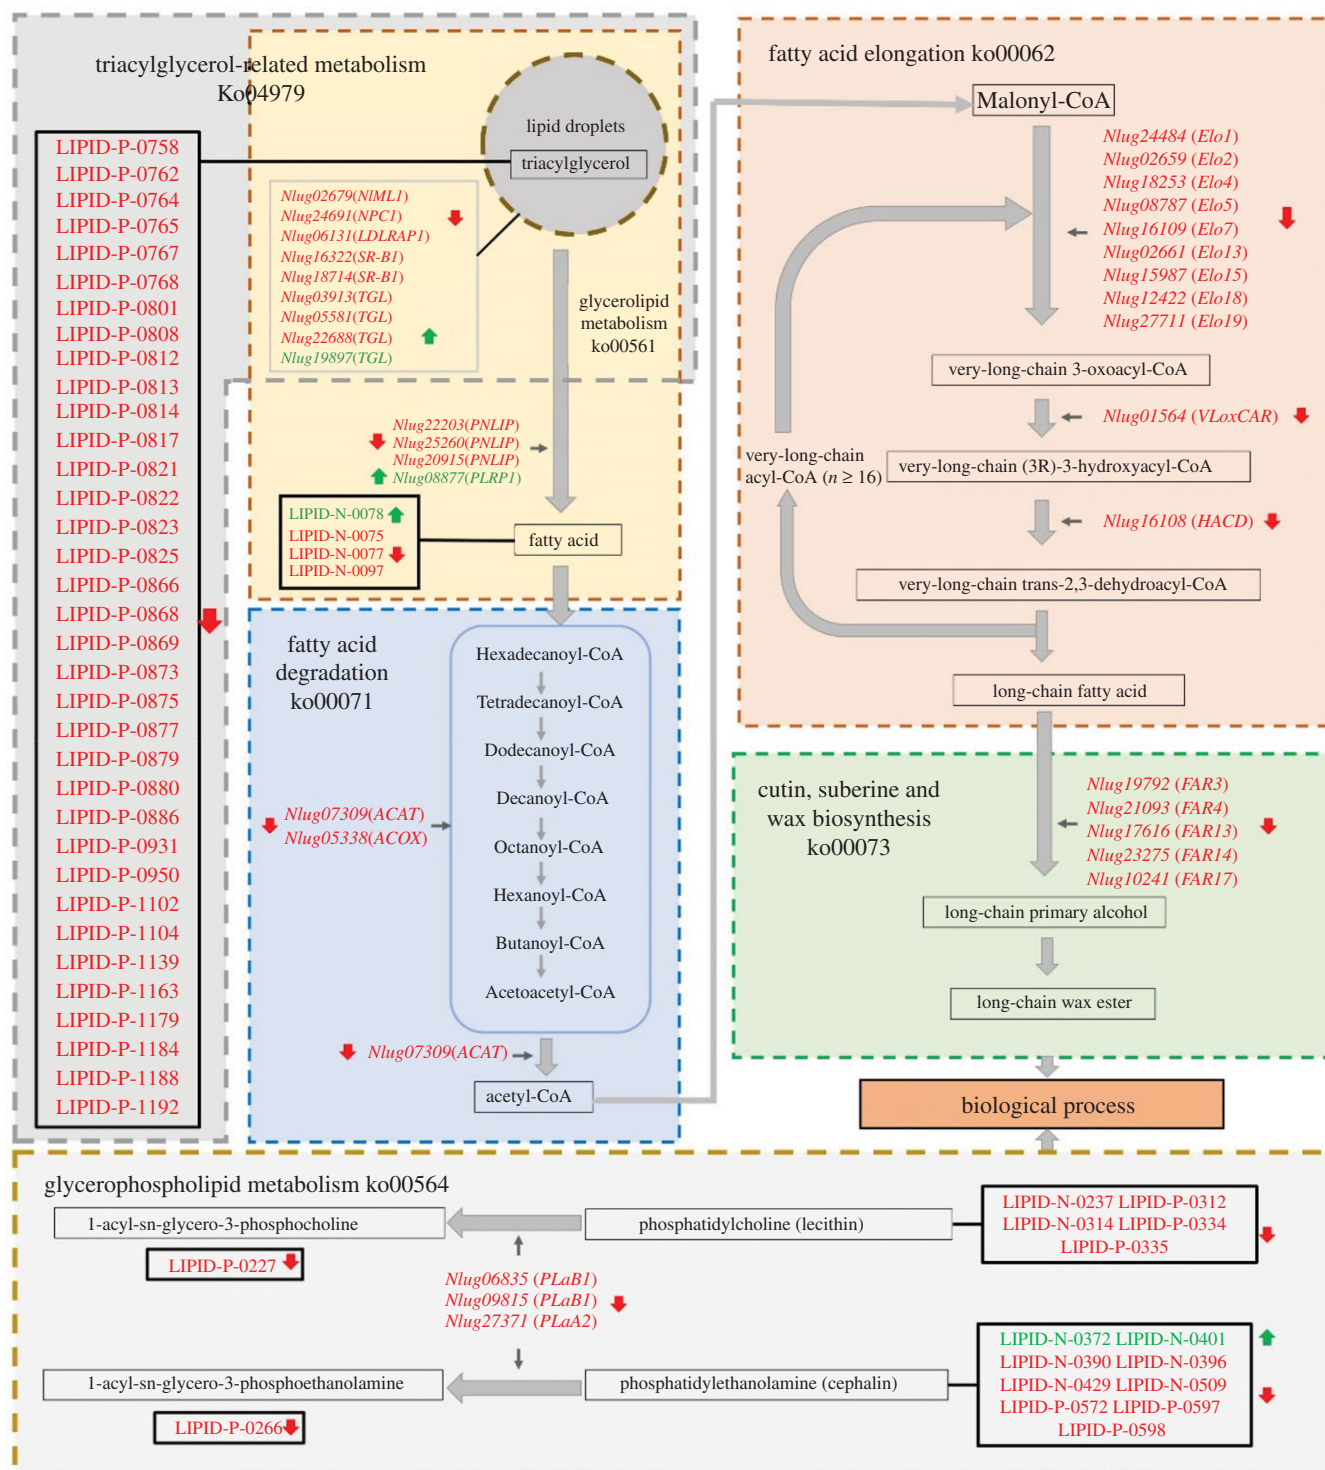 triacylglycerol-related metabolism
Ko04979
LIPID-P-0758
LIPID-P-0762
LIPID-P-0764
LIPID-P-0765
LIPID-P-0767
LIPID-P-0768
LIPID-P-0801
LIPID-P-0808
LIPID-P-0812
LIPID-P-0813
LIPID-P-0814
LIPID-P-0817
LIPID-P-0821
LIPID-P-0822
LIPID-P-0823
LIPID-P-0825
LIPID-P-0866
LIPID-P-0868
LIPID-P-0869
LIPID-P-0873
LIPID-P-0875
LIPID-P-0877
LIPID-P-0879
LIPID-P-0880
LIPID-P-0886
LIPID-P-0931
LIPID-P-0950
LIPID-P-1102
LIPID-P-1104
LIPID-P-1139
LIPID-P-1163
LIPID-P-1179
LIPID-P-1184
LIPID-P-1188
LIPID-P-1192
lipid droplets
triacylglycerol
Nlug02679(NlML1)
Nlug24691(NPC1)
Nlug06131(LDLRAP1)
Nlug16322(SR-B1)
Nlug18714(SR-B1)
Nlug03913(TGL)
Nlug05581(TGL)
Nlug22688(TGL)
Nlug19897(TGL)
glycerolipid
metabolism
ko00561
Nlug22203(PNLIP)
Nlug25260(PNLIP)
Nlug20915(PNLIP)
Nlug08877(PLRP1)
LIPID-N-0078
LIPID-N-0075
LIPID-N-0077
LIPID-N-0097
fatty acid
fatty acid
degradation
ko00071
Hexadecanoyl-CoA
Tetradecanoyl-CoA
Dodecanoyl-CoA
Decanoyl-CoA
Octanoyl-CoA
Hexanoyl-CoA
Butanoyl-CoA
Acetoacetyl-CoA
Nlug07309(ACAT)
Nlug05338(ACOX)
Nlug07309(ACAT)
acetyl-CoA
fatty acid elongation ko00062
Malonyl-CoA
Nlug24484 (Elo1)
Nlug02659 (Elo2)
Nlug18253 (Elo4)
Nlug08787 (Elo5)
Nlug16109 (Elo7)
Nlug02661 (Elo13)
Nlug15987 (Elo15)
Nlug12422 (Elo18)
Nlug27711 (Elo19)
very-long-chain 3-oxoacyl-CoA
Nlug01564 (VLoxCAR)
very-long-chain
acyl-CoA (n ≥ 16)
very-long-chain (3R)-3-hydroxyacyl-CoA
Nlug16108 (HACD)
very-long-chain trans-2,3-dehydroacyl-CoA
long-chain fatty acid
cutin, suberine and
wax biosynthesis
ko00073
Nlug19792 (FAR3)
Nlug21093 (FAR4)
Nlug17616 (FAR13)
Nlug23275 (FAR14)
Nlug10241 (FAR17)
long-chain primary alcohol
long-chain wax ester
biological process
glycerophospholipid metabolism ko00564
1-acyl-sn-glycero-3-phosphocholine
phosphatidylcholine (lecithin)
LIPID-N-0237 LIPID-P-0312
LIPID-N-0314 LIPID-P-0334
LIPID-P-0335
LIPID-P-0227
Nlug06835 (PLaB1)
Nlug09815 (PLaB1)
Nlug27371 (PLaA2)
1-acyl-sn-glycero-3-phosphoethanolamine
phosphatidylethanolamine (cephalin)
LIPID-N-0372 LIPID-N-0401
LIPID-N-0390 LIPID-N-0396
LIPID-N-0429 LIPID-N-0509
LIPID-P-0572 LIPID-P-0597
LIPID-P-0598
LIPID-P-0266